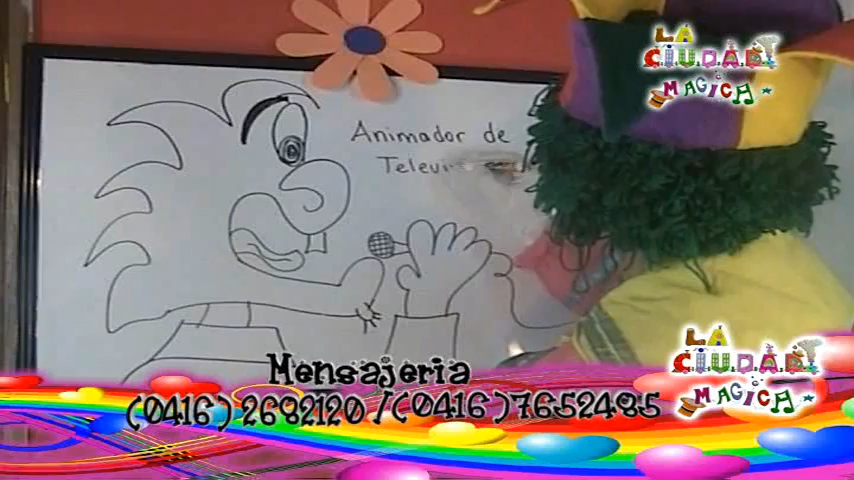 LA
CIUDAD
MAGICA
Animador de
LA
CIUDAD
MAGICA
Mensajeria
(0416) 2682120 / (0416) 7652485